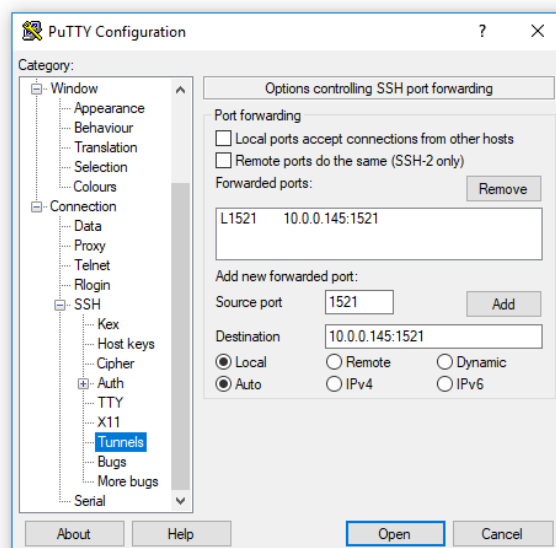 PuTTY Configuration
?
Category:
Window
Appearance
Behaviour
Translation
Selection
Colours
Connection
Data
Proxy
Telnet
Rlogin
SSH
Kex
Host keys
Cipher
Auth
TTY
X11
Tunnels
Bugs
More bugs
Serial
Options controlling SSH port forwarding
Port forwarding
Local ports accept connections from other hosts
Remote ports do the same (SSH-2 only)
Forwarded ports:
Remove
L1521 10.0.0.145:1521
Add new forwarded port:
Source port 1521 Add
Destination 10.0.0.145:1521
Local Remote Dynamic
Auto IPv4 IPv6
About Help Open Cancel